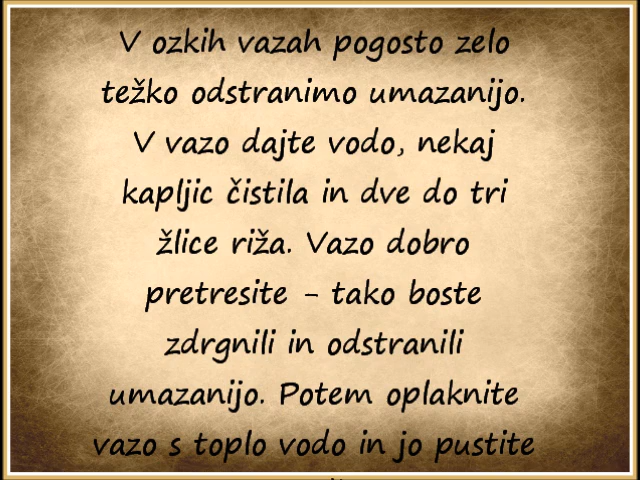 V ozkih vazah pogosto zelo
težko odstranimo umazanijo.
V vazo dajte vodo, nekaj
kapljic čistila in dve do tri
žlice riža. Vazo dobro
pretresite - tako boste
zdrgnili in odstranili
umazanijo. Potem oplaknite
vazo s toplo vodo in jo pustite